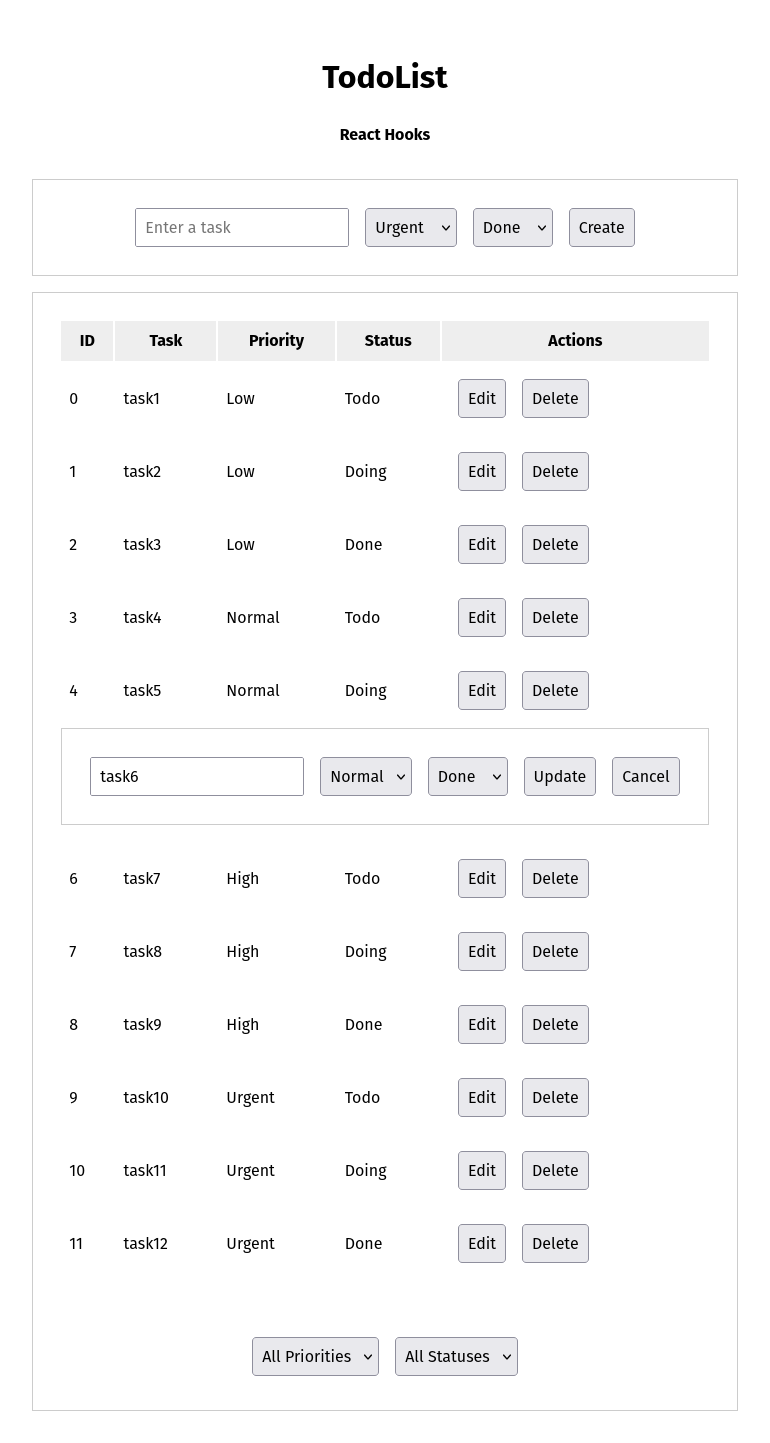 TodoList
React Hooks
Enter a task Urgent Done Create
ID Task Priority Status Actions
0 task1 Low Todo Edit Delete
1 task2 Low Doing Edit Delete
2 task3 Low Done Edit Delete
3 task4 Normal Todo Edit Delete
4 task5 Normal Doing Edit Delete
task6 Normal Done Update Cancel
6 task7 High Todo Edit Delete
7 task8 High Doing Edit Delete
8 task9 High Done Edit Delete
9 task10 Urgent Todo Edit Delete
10 task11 Urgent Doing Edit Delete
11 task12 Urgent Done Edit Delete
All Priorities All Statuses